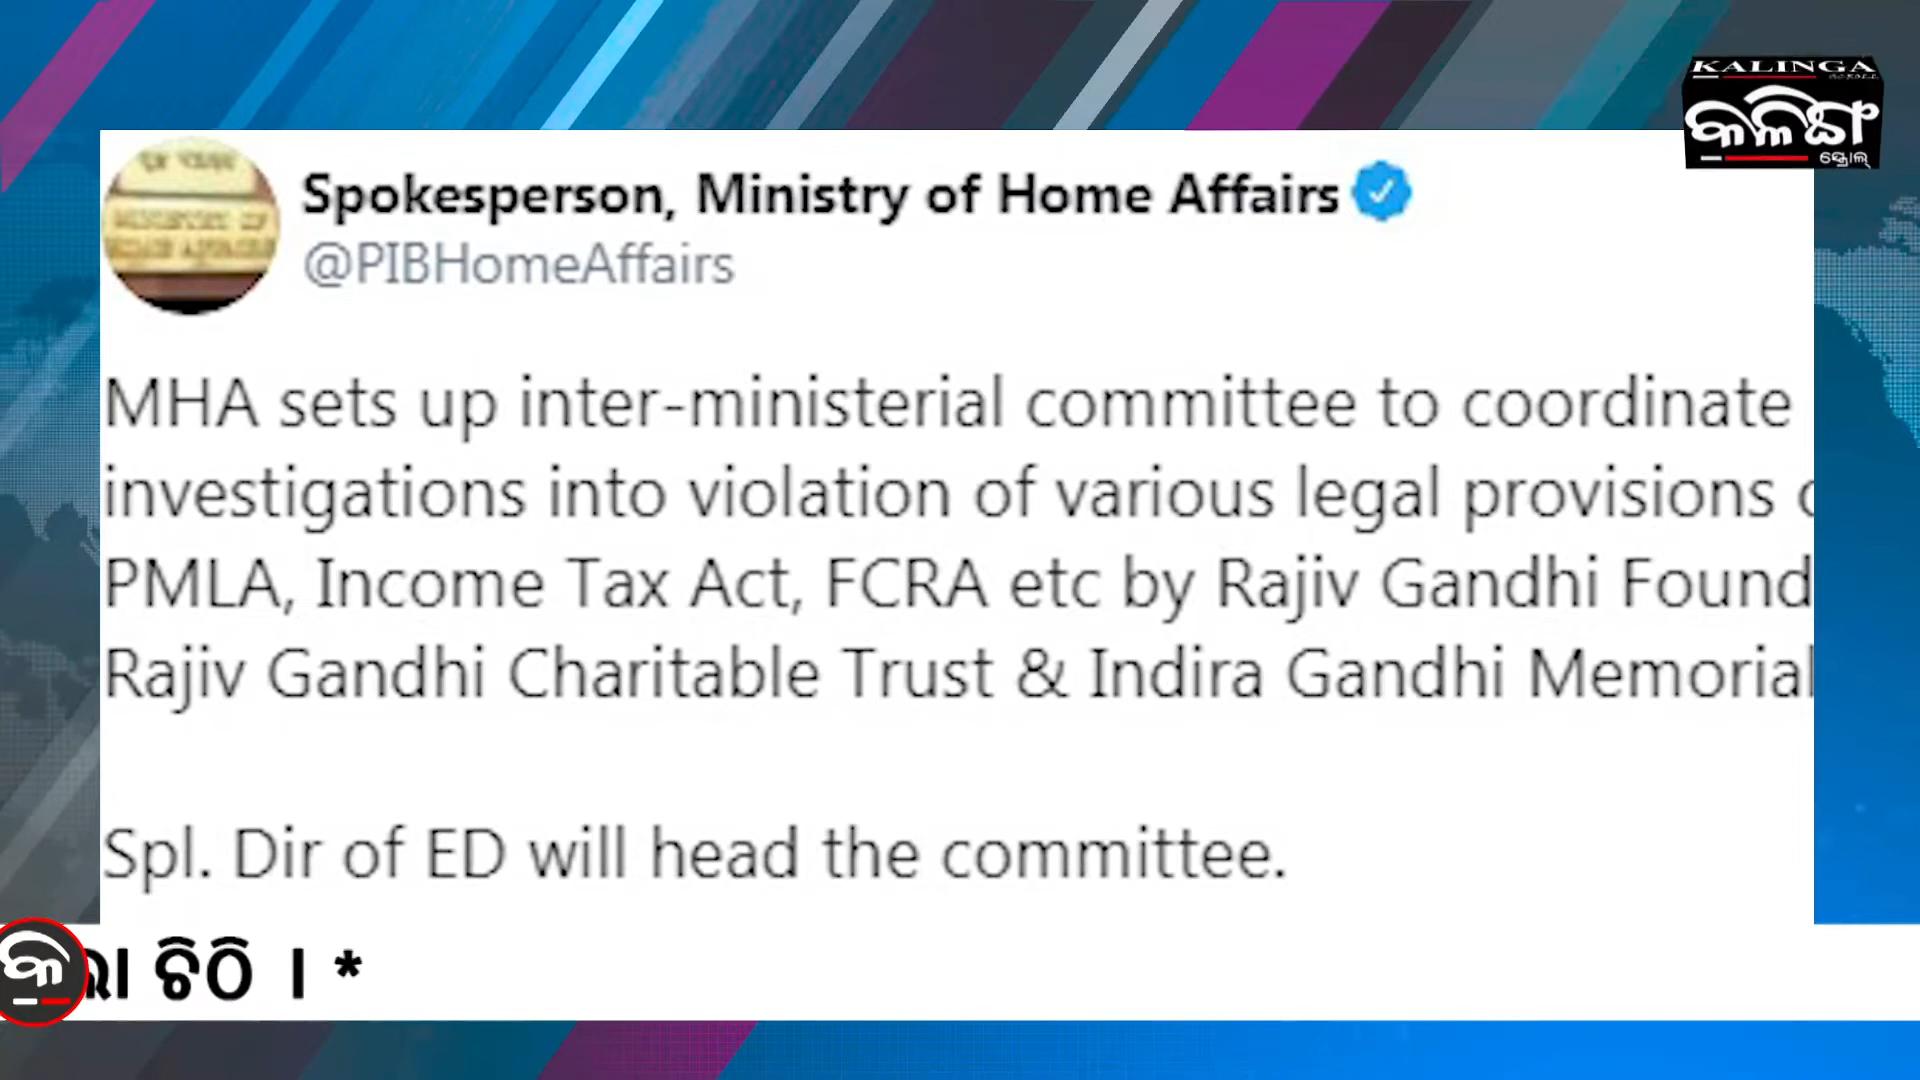 KALINGA
SCROLL
କଳିଙ୍ଗ
ସ୍କ୍ରୋଲ୍
Spokesperson, Ministry of Home Affairs
@PIBHomeAffairs
MHA sets up inter-ministerial committee to coordinate
investigations into violation of various legal provisions
PMLA, Income Tax Act, FCRA etc by Rajiv Gandhi Found
Rajiv Gandhi Charitable Trust & Indira Gandhi Memorial
Spl. Dir of ED will head the committee.
କ
ଚିଠି । *